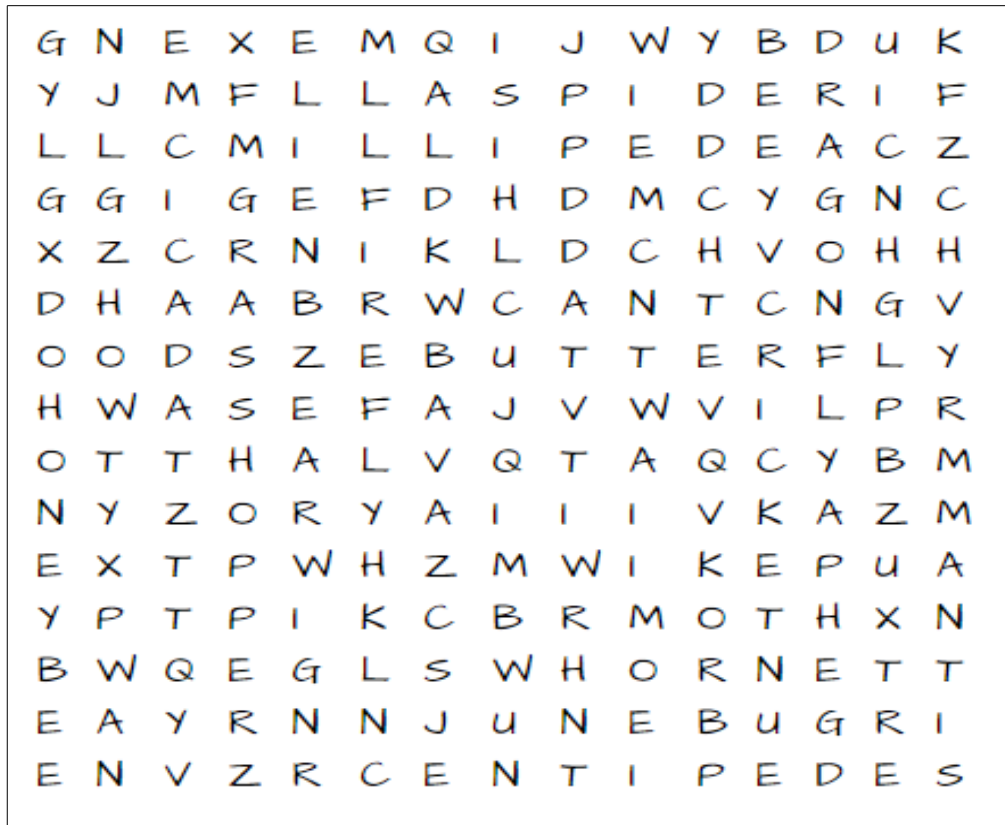 G N E X E M Q I J W Y B D U K
Y J M F L L A S P I D E R I F
L L C M I L L I P E D E A C Z
G G I G E F D H D M C Y G N C
X Z C R N I K L D C H V O H H
D H A A B R W C A N T C N G V
O O D S Z E B U T T E R F L Y
H W A S E F A J V W V I L P R
O T T H A L V Q T A Q C Y B M
N Y Z O R Y A I I I V K A Z M
E X T P W H Z M W I K E P U A
Y P T P I K C B R M O T H X N
B W Q E G L S W H O R N E T T
E A Y R N N J U N E B U G R I
E N V Z R C E N T I P E D E S